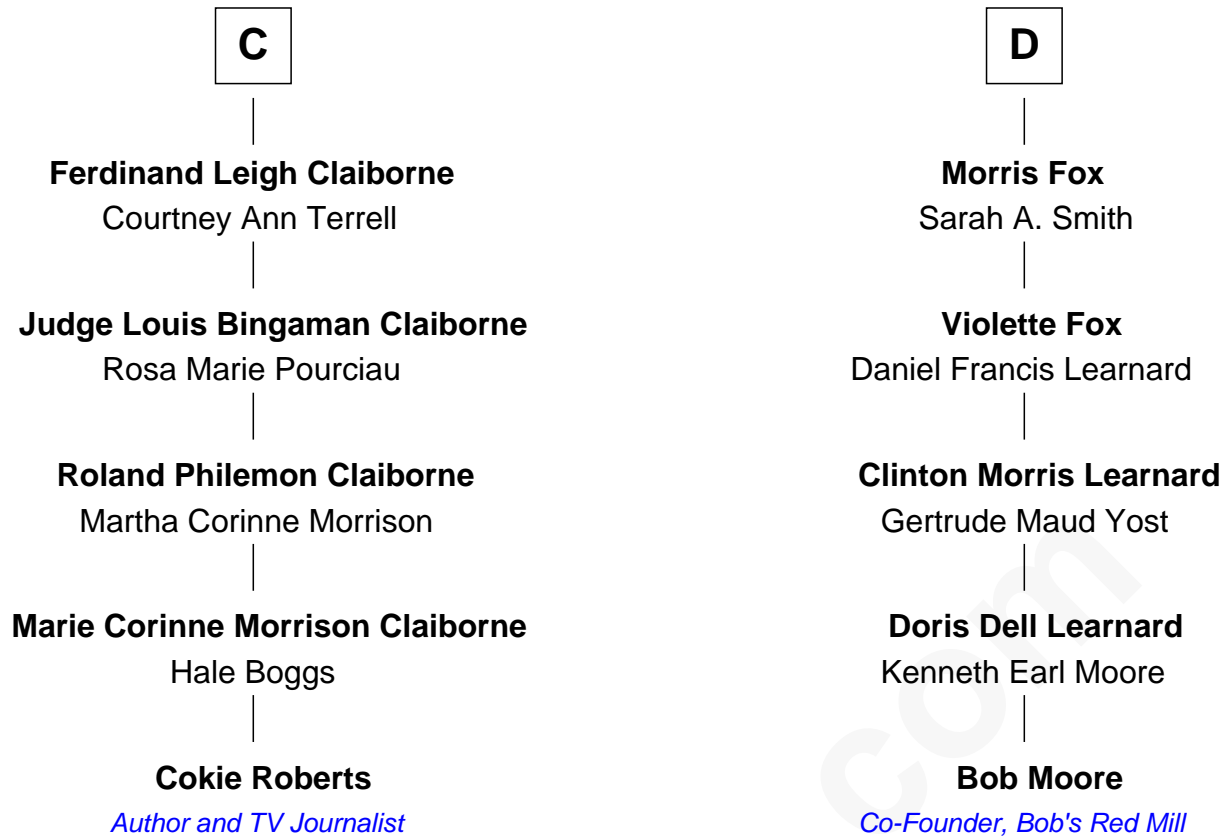 C
Ferdinand Leigh Claiborne
Courtney Ann Terrell
Judge Louis Bingaman Claiborne
Rosa Marie Pourciau
Roland Philemon Claiborne
Martha Corinne Morrison
Marie Corinne Morrison Claiborne
Hale Boggs
Cokie Roberts
Author and TV Journalist
D
Morris Fox
Sarah A. Smith
Violette Fox
Daniel Francis Learnard
Clinton Morris Learnard
Gertrude Maud Yost
Doris Dell Learnard
Kenneth Earl Moore
Bob Moore
Co-Founder, Bob's Red Mill
com